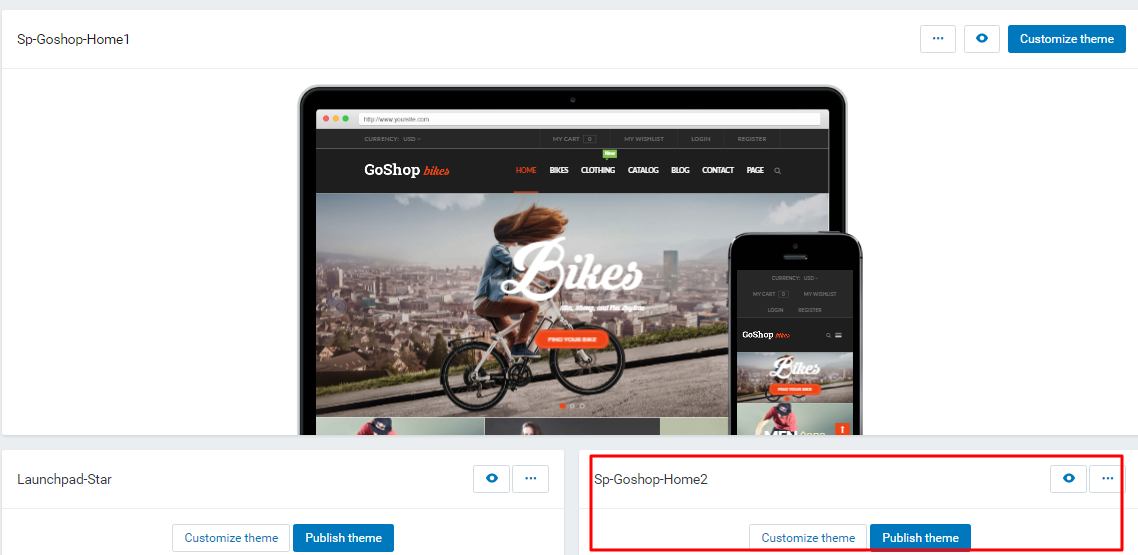 Sp-Goshop-Home1
Customize theme
http://www.yoursite.com
CURRENCY: USD
MY CART 0 MY WISHLIST LOGIN REGISTER
New
GoShop bikes
HOME BIKES CLOTHING CATALOG BLOG CONTACT PAGE
Bikes
FIND YOUR BIKE
CURRENCY: USD
MY CART 0 MY WISHLIST
LOGIN REGISTER
GoShop bikes
Bikes
FIND YOUR BIKE
Launchpad-Star
Customize theme Publish theme
Sp-Goshop-Home2
Customize theme Publish theme